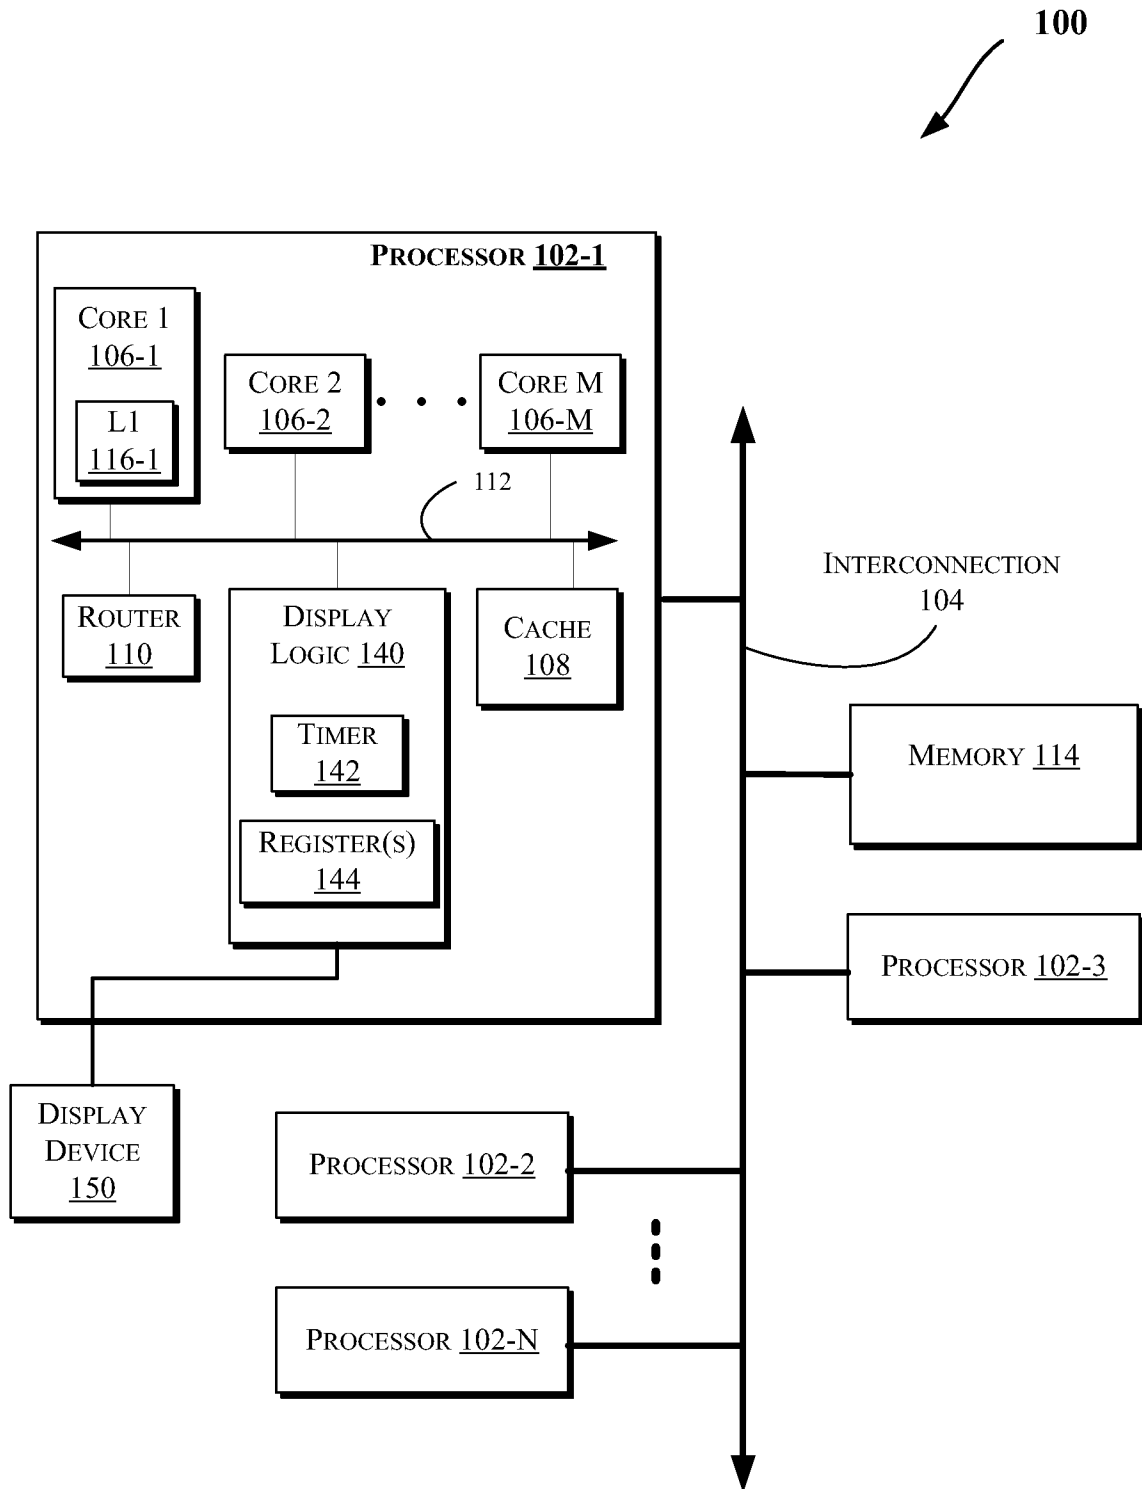 100
PROCESSOR 102-1
CORE 1
106-1
L1
116-1
CORE 2
106-2
CORE M
106-M
112
ROUTER
110
DISPLAY
LOGIC 140
TIMER
142
REGISTER(S)
144
CACHE
108
INTERCONNECTION
104
MEMORY 114
PROCESSOR 102-3
DISPLAY
DEVICE
150
PROCESSOR 102-2
PROCESSOR 102-N